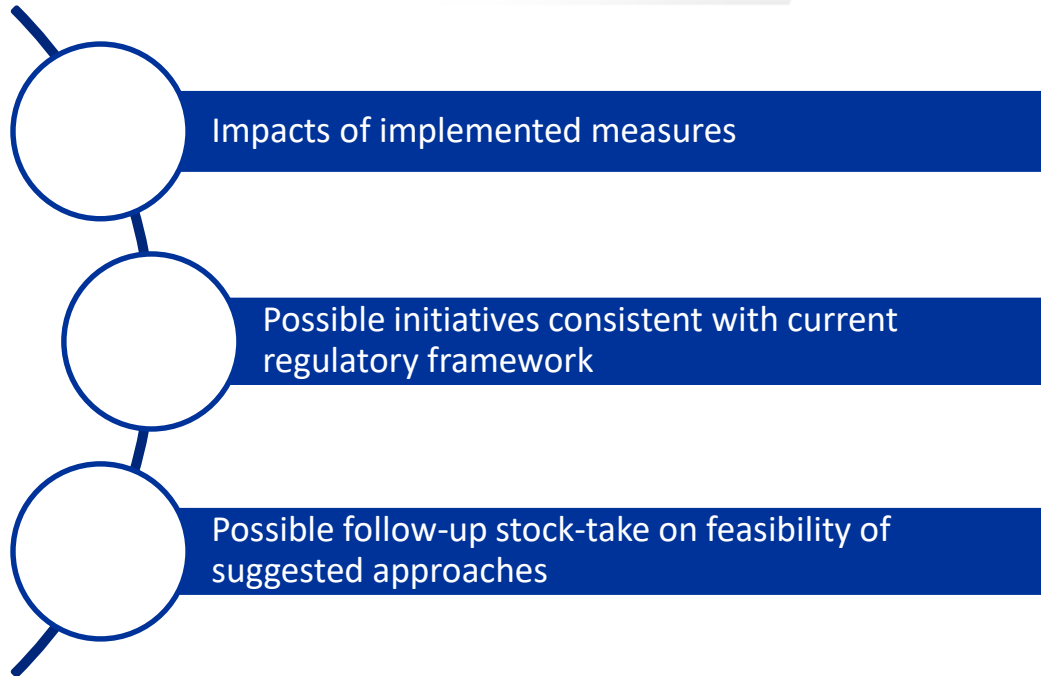 Impacts of implemented measures
Possible initiatives consistent with current
regulatory framework
Possible follow-up stock-take on feasibility of
suggested approaches